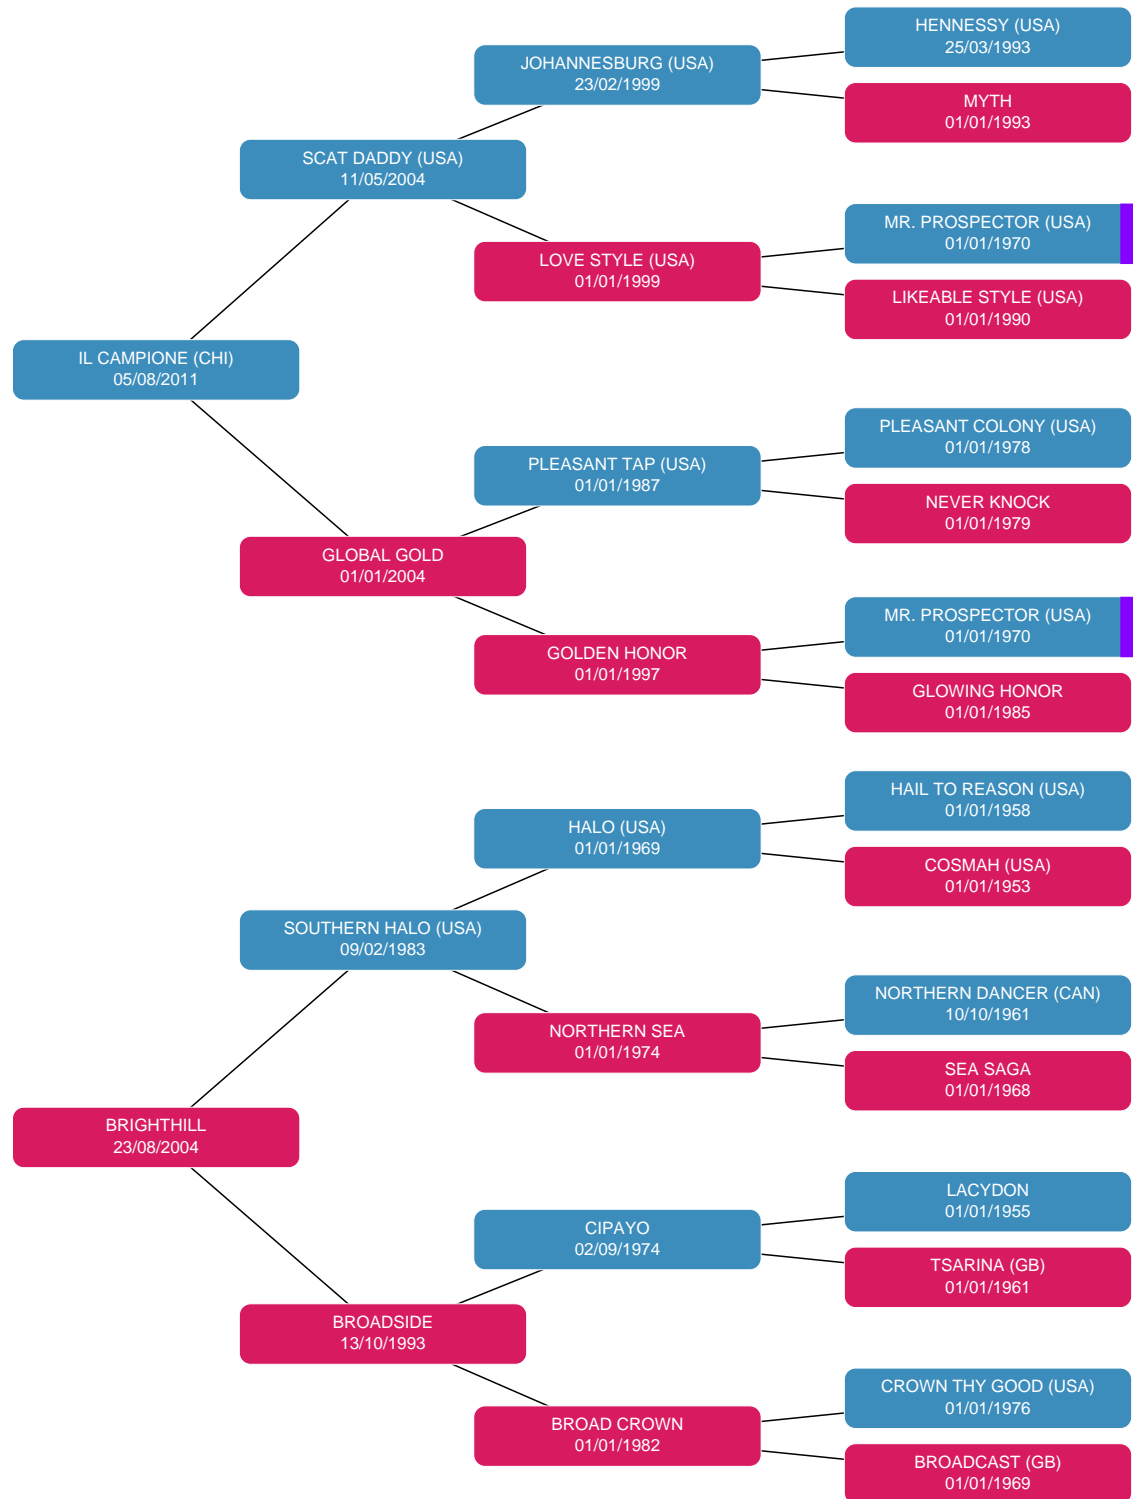 HENNESSY (USA)
25/03/1993
JOHANNESBURG (USA)
23/02/1999
MYTH
01/01/1993
SCAT DADDY (USA)
11/05/2004
MR. PROSPECTOR (USA)
01/01/1970
LOVE STYLE (USA)
01/01/1999
LIKEABLE STYLE (USA)
01/01/1990
IL CAMPIONE (CHI)
05/08/2011
PLEASANT COLONY (USA)
01/01/1978
PLEASANT TAP (USA)
01/01/1987
NEVER KNOCK
01/01/1979
GLOBAL GOLD
01/01/2004
MR. PROSPECTOR (USA)
01/01/1970
GOLDEN HONOR
01/01/1997
GLOWING HONOR
01/01/1985
HAIL TO REASON (USA)
01/01/1958
HALO (USA)
01/01/1969
COSMAH (USA)
01/01/1953
SOUTHERN HALO (USA)
09/02/1983
NORTHERN DANCER (CAN)
10/10/1961
NORTHERN SEA
01/01/1974
SEA SAGA
01/01/1968
BRIGHTHILL
23/08/2004
LACYDON
01/01/1955
CIPAYO
02/09/1974
TSARINA (GB)
01/01/1961
BROADSIDE
13/10/1993
CROWN THY GOOD (USA)
01/01/1976
BROAD CROWN
01/01/1982
BROADCAST (GB)
01/01/1969